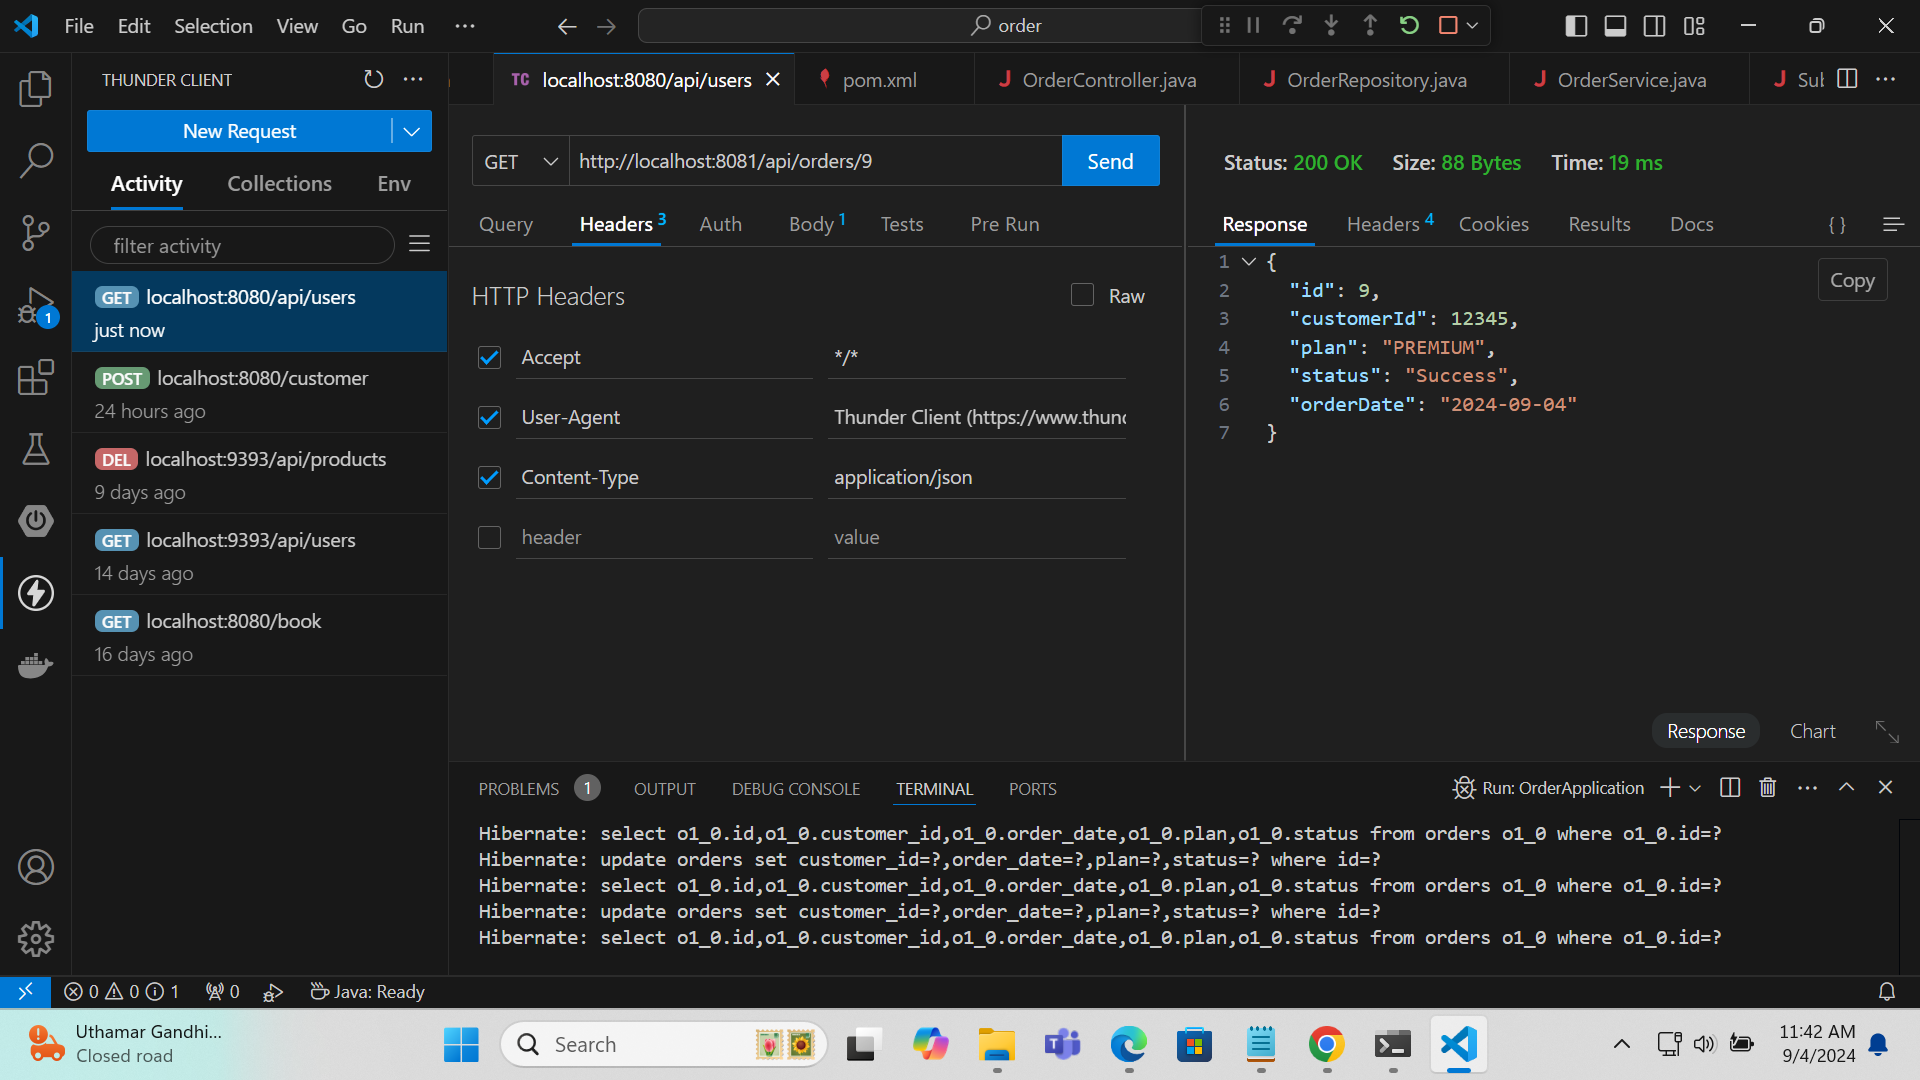 File Edit Selection View Go Run ···
order
THUNDER CLIENT
New Request
Activity Collections Env
filter activity
GET localhost:8080/api/users
just now
POST localhost:8080/customer
24 hours ago
DEL localhost:9393/api/products
9 days ago
GET localhost:9393/api/users
14 days ago
GET localhost:8080/book
16 days ago
1
TC localhost:8080/api/users
pom.xml
J OrderController.java
J OrderRepository.java
J OrderService.java
J Sul
GET http://localhost:8081/api/orders/9 Send
Query Headers 3 Auth Body 1 Tests Pre Run
HTTP Headers Raw
Accept */*
User-Agent Thunder Client (https://www.thund
Content-Type application/json
header value
Status: 200 OK Size: 88 Bytes Time: 19 ms
Response Headers 4 Cookies Results Docs { }
Copy
1 {
2 "id": 9,
3 "customerId": 12345,
4 "plan": "PREMIUM",
5 "status": "Success",
6 "orderDate": "2024-09-04"
7 }
Response Chart
PROBLEMS 1 OUTPUT DEBUG CONSOLE TERMINAL PORTS
Run: OrderApplication
Hibernate: select o1_0.id,o1_0.customer_id,o1_0.order_date,o1_0.plan,o1_0.status from orders o1_0 where o1_0.id=?
Hibernate: update orders set customer_id=?,order_date=?,plan=?,status=? where id=?
Hibernate: select o1_0.id,o1_0.customer_id,o1_0.order_date,o1_0.plan,o1_0.status from orders o1_0 where o1_0.id=?
Hibernate: update orders set customer_id=?,order_date=?,plan=?,status=? where id=?
Hibernate: select o1_0.id,o1_0.customer_id,o1_0.order_date,o1_0.plan,o1_0.status from orders o1_0 where o1_0.id=?
0 0 1 0 Java: Ready
Uthamar Gandhi...
Closed road
Search
11:42 AM
9/4/2024